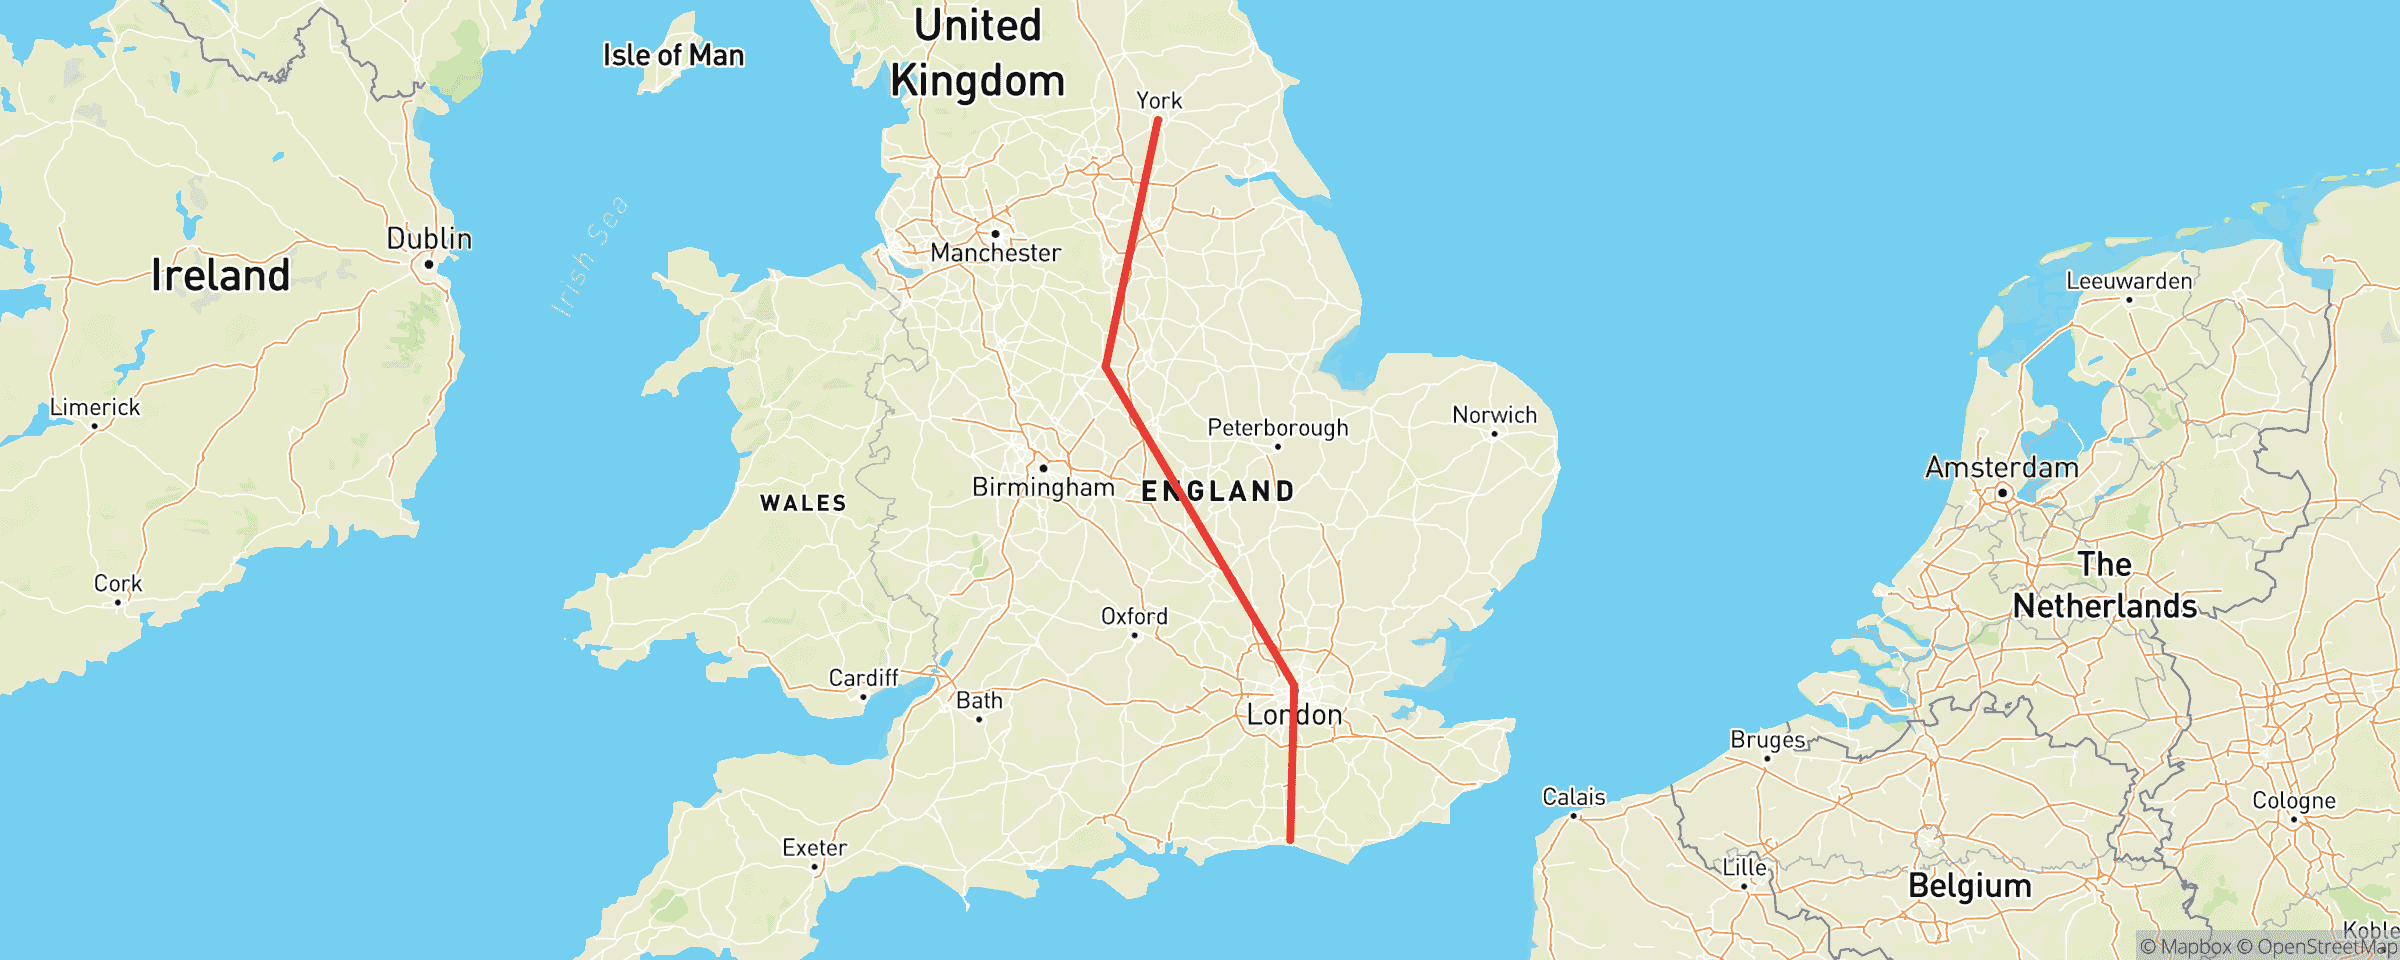 United
Kingdom
Isle of Man
York
Irish Sea
Dublin
Manchester
Ireland
Leeuwarden
Limerick
Norwich
Peterborough
Amsterdam
Birmingham
ENGLAND
WALES
The
Netherlands
Cork
Oxford
Cardiff
Bath
London
Bruges
Calais
Cologne
Exeter
Lille
Belgium
Koble
© Mapbox © OpenStreetMap